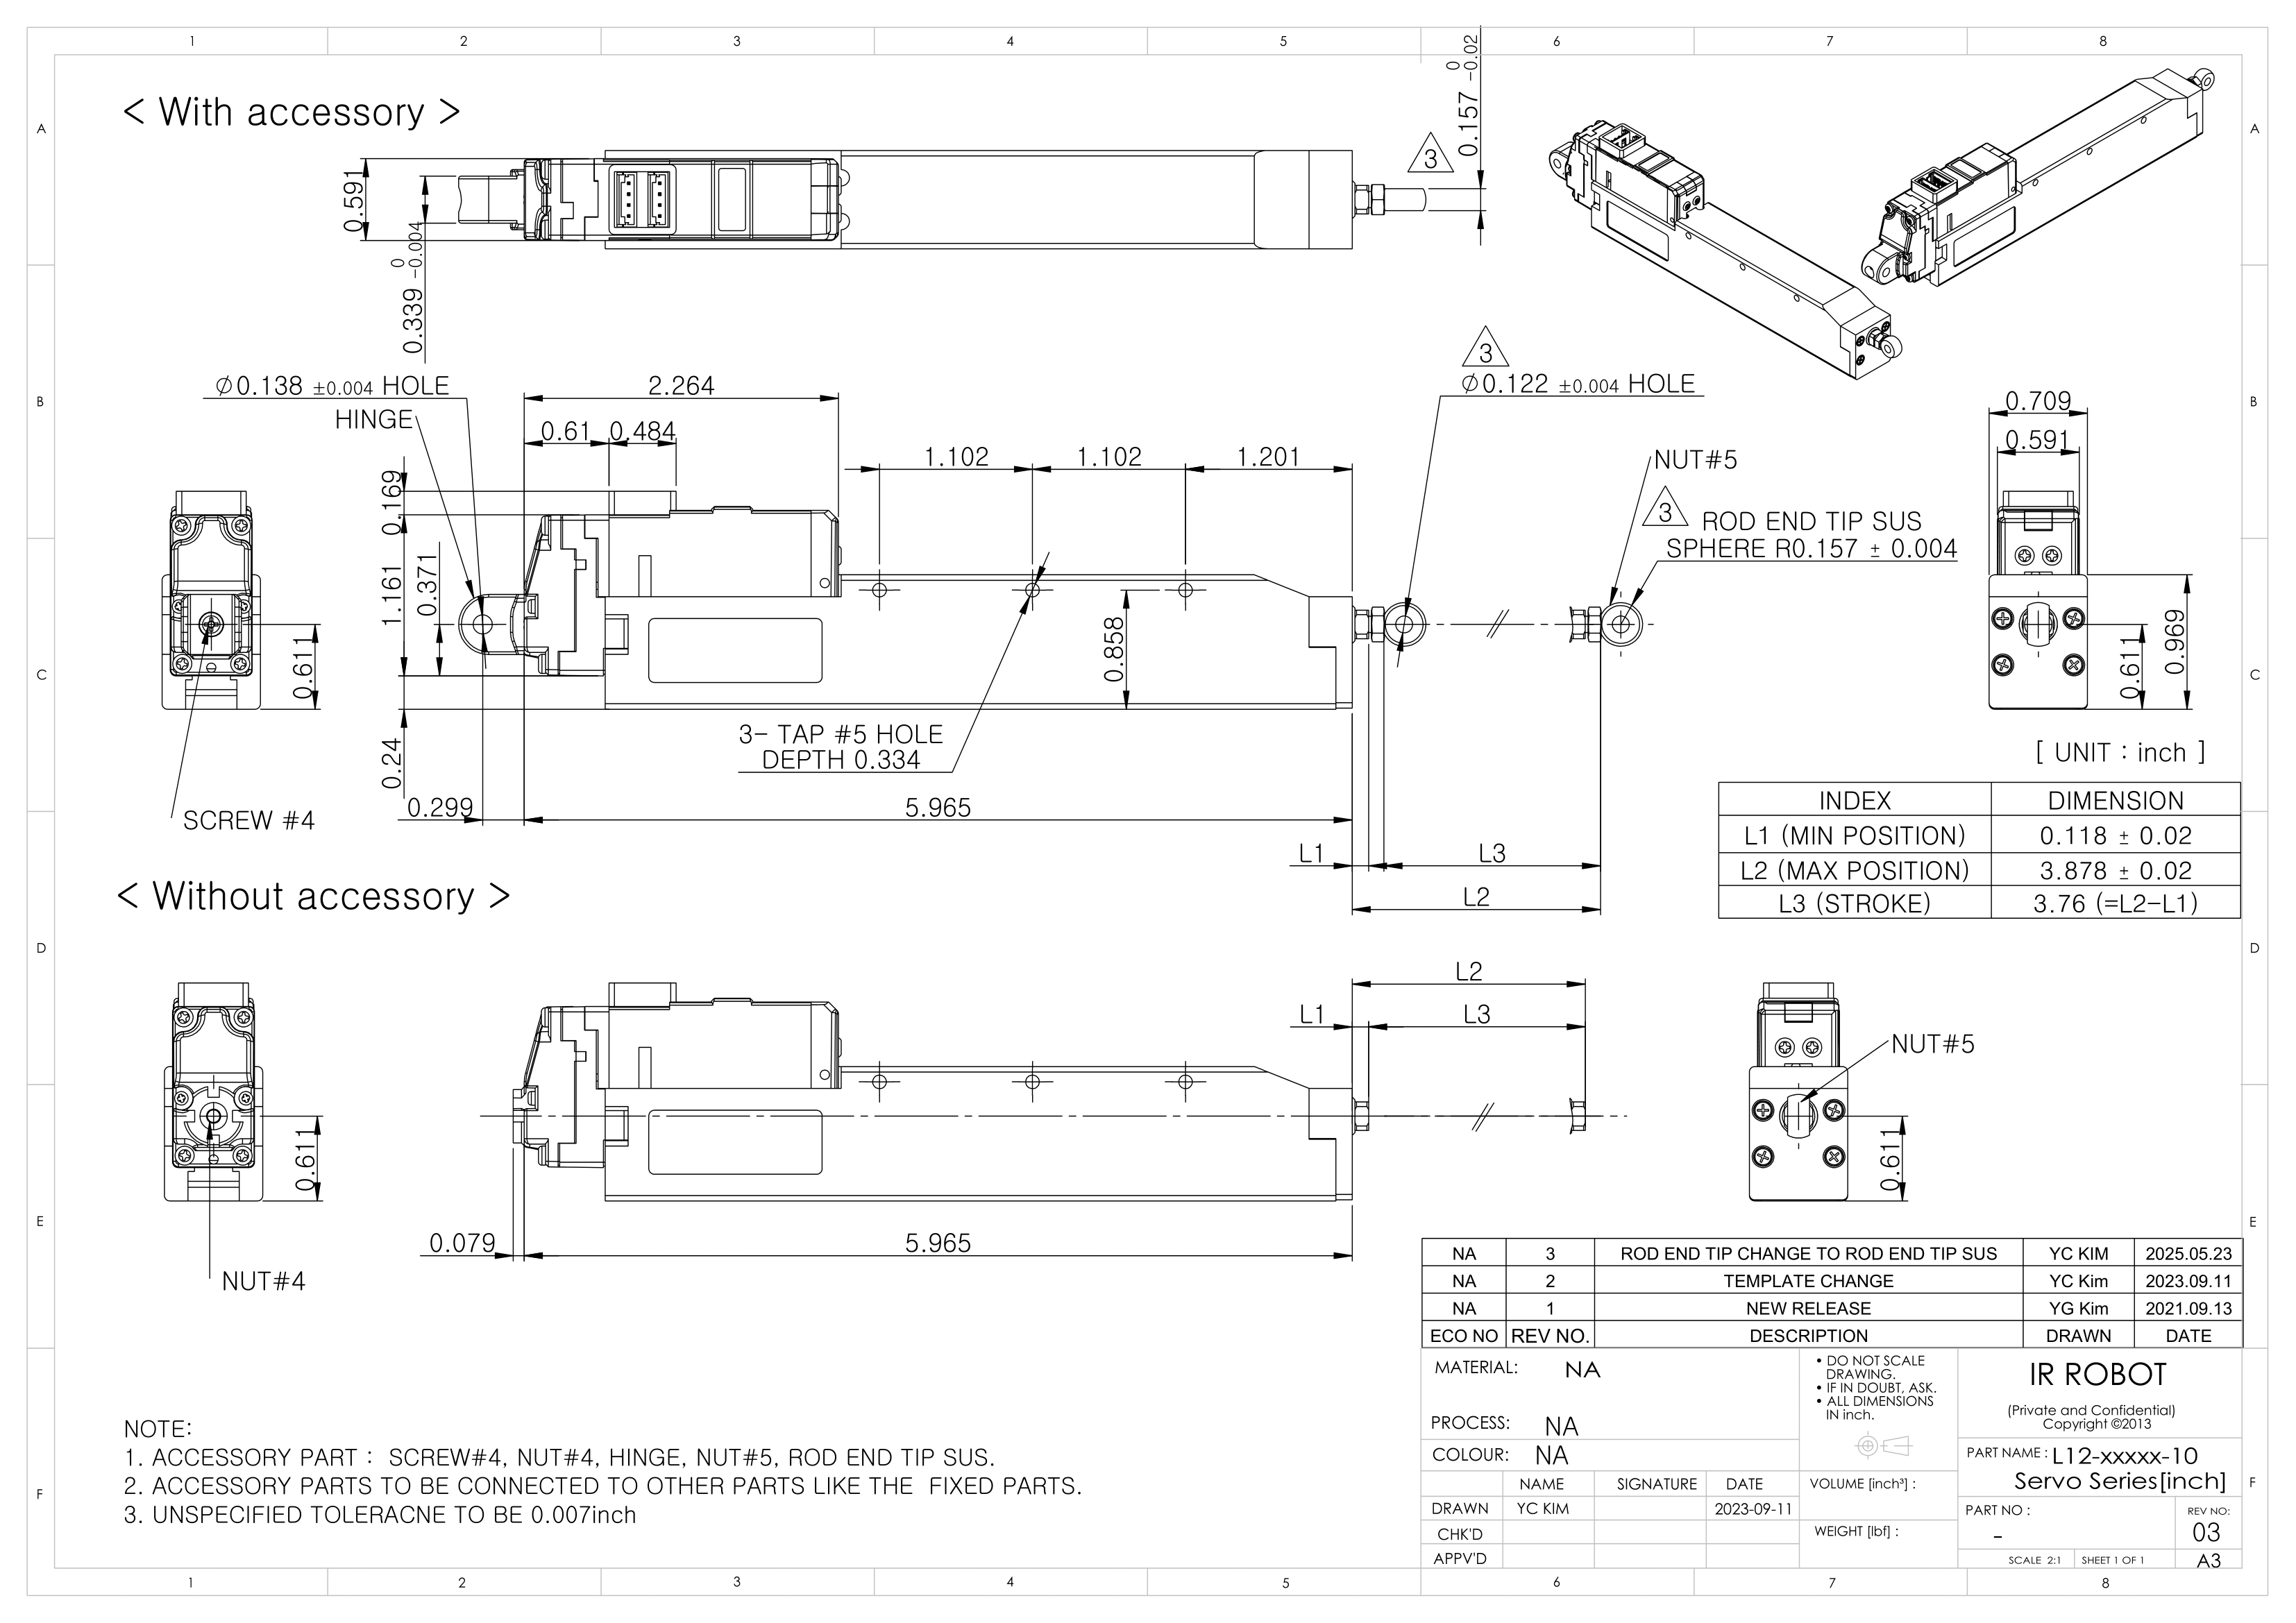 1 2 3 4 5 6 7 8
A A
B B
C C
D D
E E
F F
< With accessory >
0.591
0.339 0 -0.004
3
0.157 0 -0.02
Ø0.138 ±0.004 HOLE
HINGE
2.264
0.61 0.484
1.102 1.102 1.201
3
Ø0.122 ±0.004 HOLE
NUT#5
3 ROD END TIP SUS
SPHERE R0.157 ± 0.004
0.709
0.591
0.169
1.161
0.371
0.24
0.611
0.858
0.611
0.969
3- TAP #5 HOLE
DEPTH 0.334
SCREW #4
0.299
5.965
L1 L3
L2
[ UNIT : inch ]
INDEX DIMENSION
L1 (MIN POSITION) 0.118 ± 0.02
L2 (MAX POSITION) 3.878 ± 0.02
L3 (STROKE) 3.76 (=L2-L1)
< Without accessory >
L2
L1 L3
NUT#5
0.611
0.611
0.079
5.965
NUT#4
NA 3 ROD END TIP CHANGE TO ROD END TIP SUS YC KIM 2025.05.23
NA 2 TEMPLATE CHANGE YC Kim 2023.09.11
NA 1 NEW RELEASE YG Kim 2021.09.13
ECO NO REV NO. DESCRIPTION DRAWN DATE
MATERIAL: NA
PROCESS: NA
COLOUR: NA
NAME SIGNATURE DATE
DRAWN YC KIM 2023-09-11
CHK'D
APPV'D
• DO NOT SCALE
DRAWING.
• IF IN DOUBT, ASK.
• ALL DIMENSIONS
IN inch.
VOLUME [inch³] :
WEIGHT [lbf] :
IR ROBOT
(Private and Confidential)
Copyright ©2013
PART NAME : L12-xxxxx-10
Servo Series[inch]
PART NO :
-
REV NO:
03
SCALE 2:1 SHEET 1 OF 1 A3
NOTE:
1. ACCESSORY PART : SCREW#4, NUT#4, HINGE, NUT#5, ROD END TIP SUS.
2. ACCESSORY PARTS TO BE CONNECTED TO OTHER PARTS LIKE THE FIXED PARTS.
3. UNSPECIFIED TOLERACNE TO BE 0.007inch
1 2 3 4 5 6 7 8